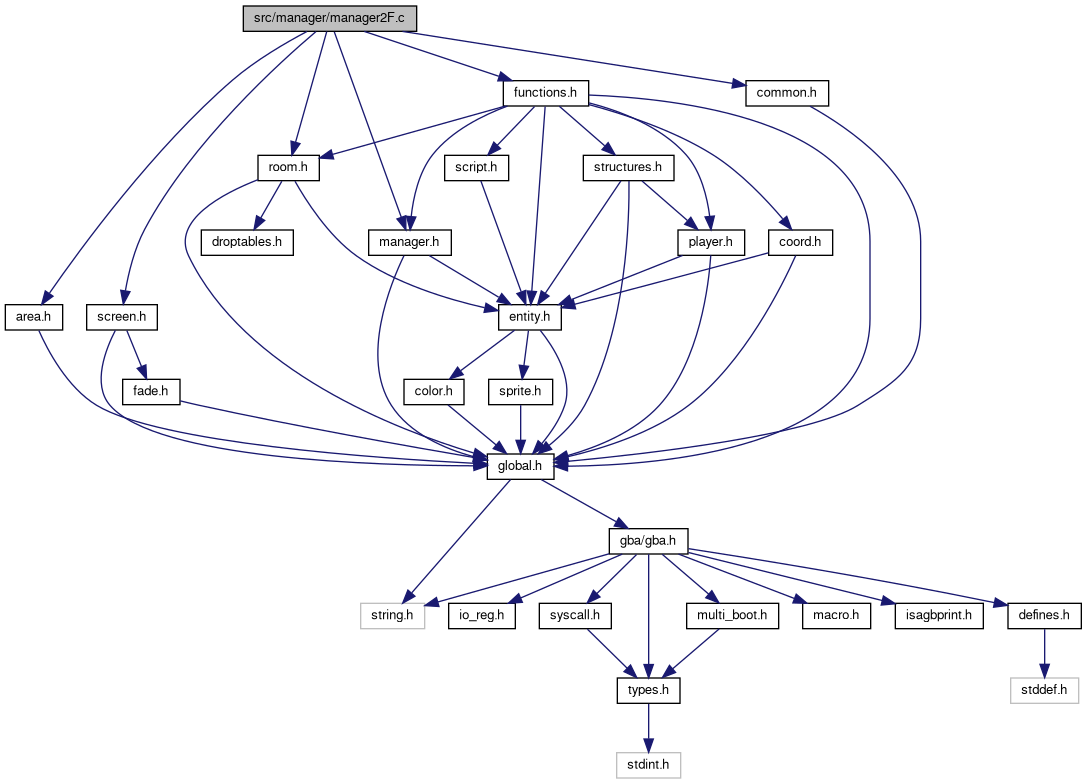 src/manager/manager2F.c
functions.h
common.h
room.h
script.h
structures.h
droptables.h
manager.h
player.h
coord.h
area.h
screen.h
entity.h
fade.h
color.h
sprite.h
global.h
gba/gba.h
string.h
io_reg.h
syscall.h
multi_boot.h
macro.h
isagbprint.h
defines.h
types.h
stddef.h
stdint.h